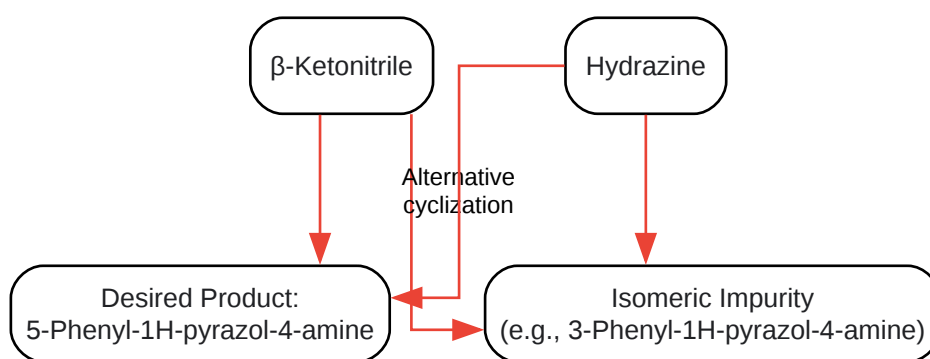 β-Ketonitrile
Hydrazine
Alternative
cyclization
Desired Product:
5-Phenyl-1H-pyrazol-4-amine
Isomeric Impurity
(e.g., 3-Phenyl-1H-pyrazol-4-amine)